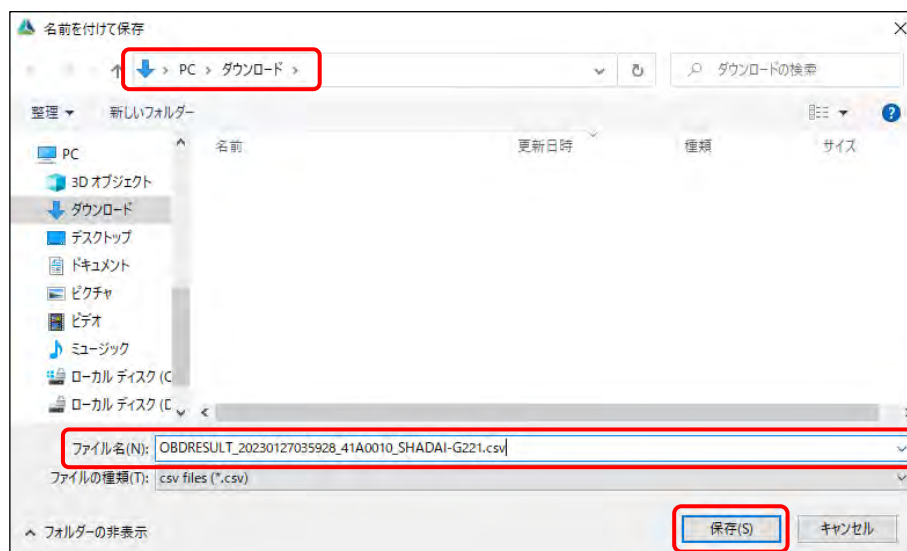 名前を付けて保存
PC > ダウンロード >
ダウンロードの検索
整理 新しいフォルダー
名前 更新日時 種類 サイズ
PC
3D オブジェクト
ダウンロード
デスクトップ
ドキュメント
ピクチャ
ビデオ
ミュージック
ローカル ディスク (C
ローカル ディスク (D
ファイル名(N): OBDRESULT_20230127035928_41A0010_SHADAI-G221.csv
ファイルの種類(T): csv files (*.csv)
フォルダーの非表示 保存(S) キャンセル